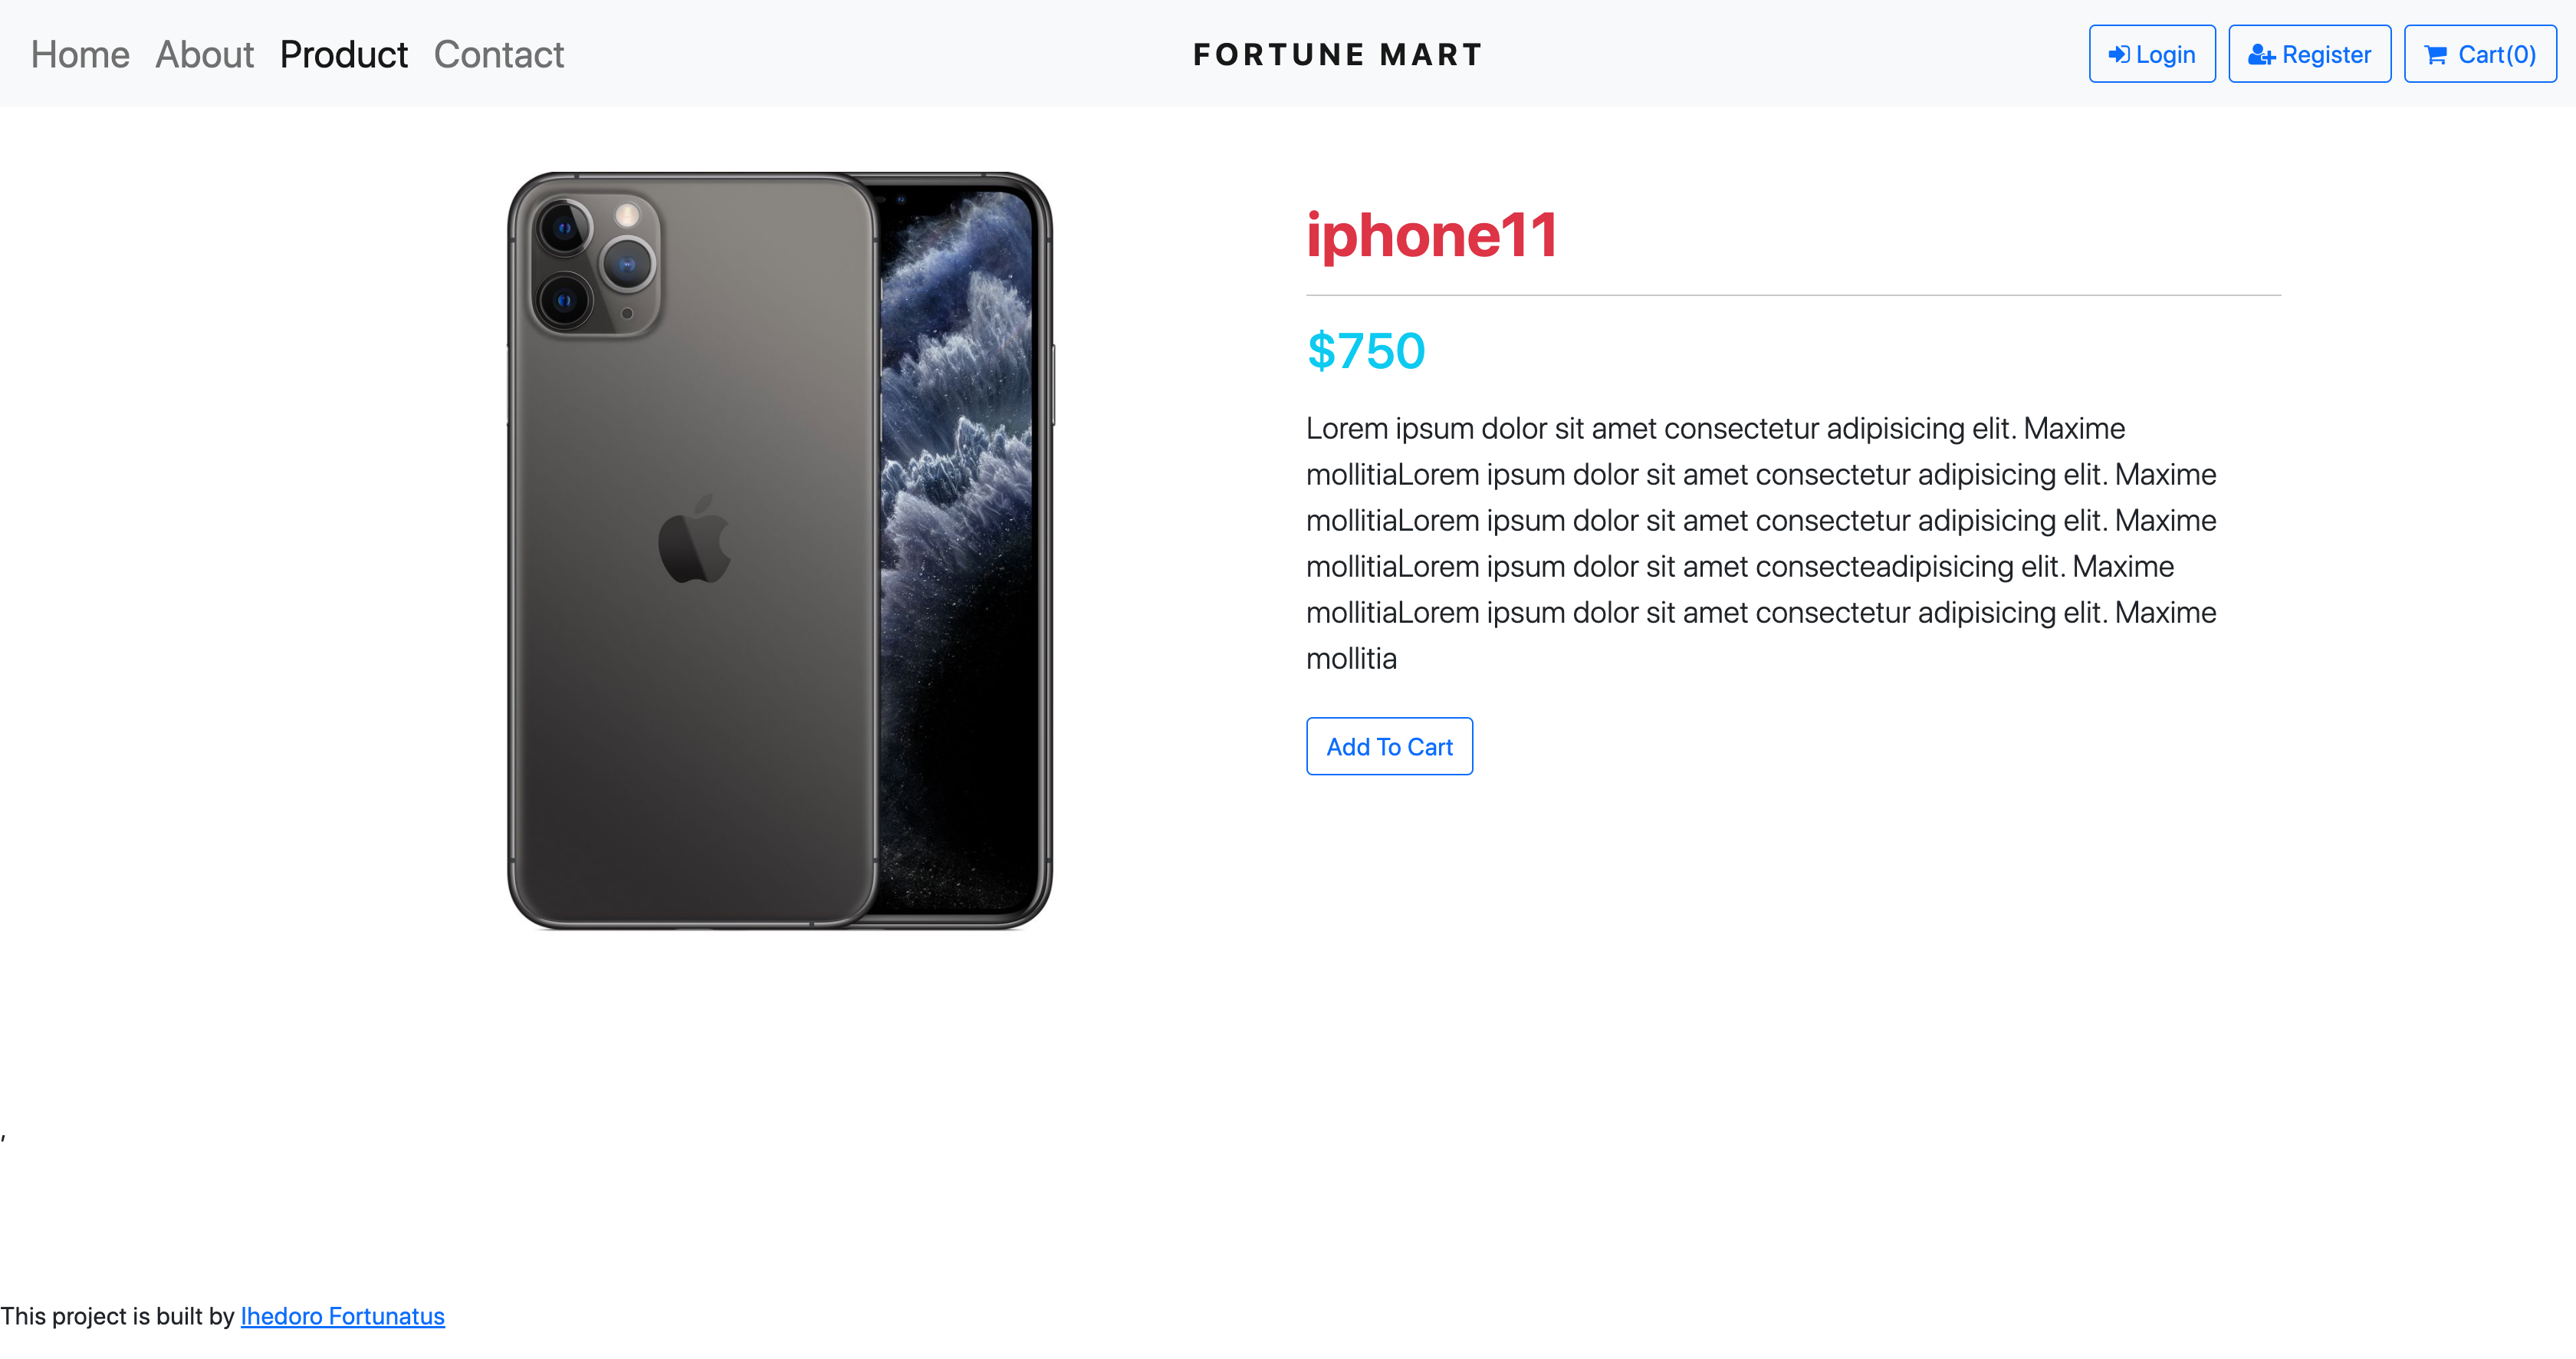 Home About Product Contact
FORTUNE MART
Login Register Cart(0)
iphone11
$750
Lorem ipsum dolor sit amet consectetur adipisicing elit. Maxime
mollitiaLorem ipsum dolor sit amet consectetur adipisicing elit. Maxime
mollitiaLorem ipsum dolor sit amet consectetur adipisicing elit. Maxime
mollitiaLorem ipsum dolor sit amet consecteadipisicing elit. Maxime
mollitiaLorem ipsum dolor sit amet consectetur adipisicing elit. Maxime
mollitia
Add To Cart
,
This project is built by Ihedoro Fortunatus